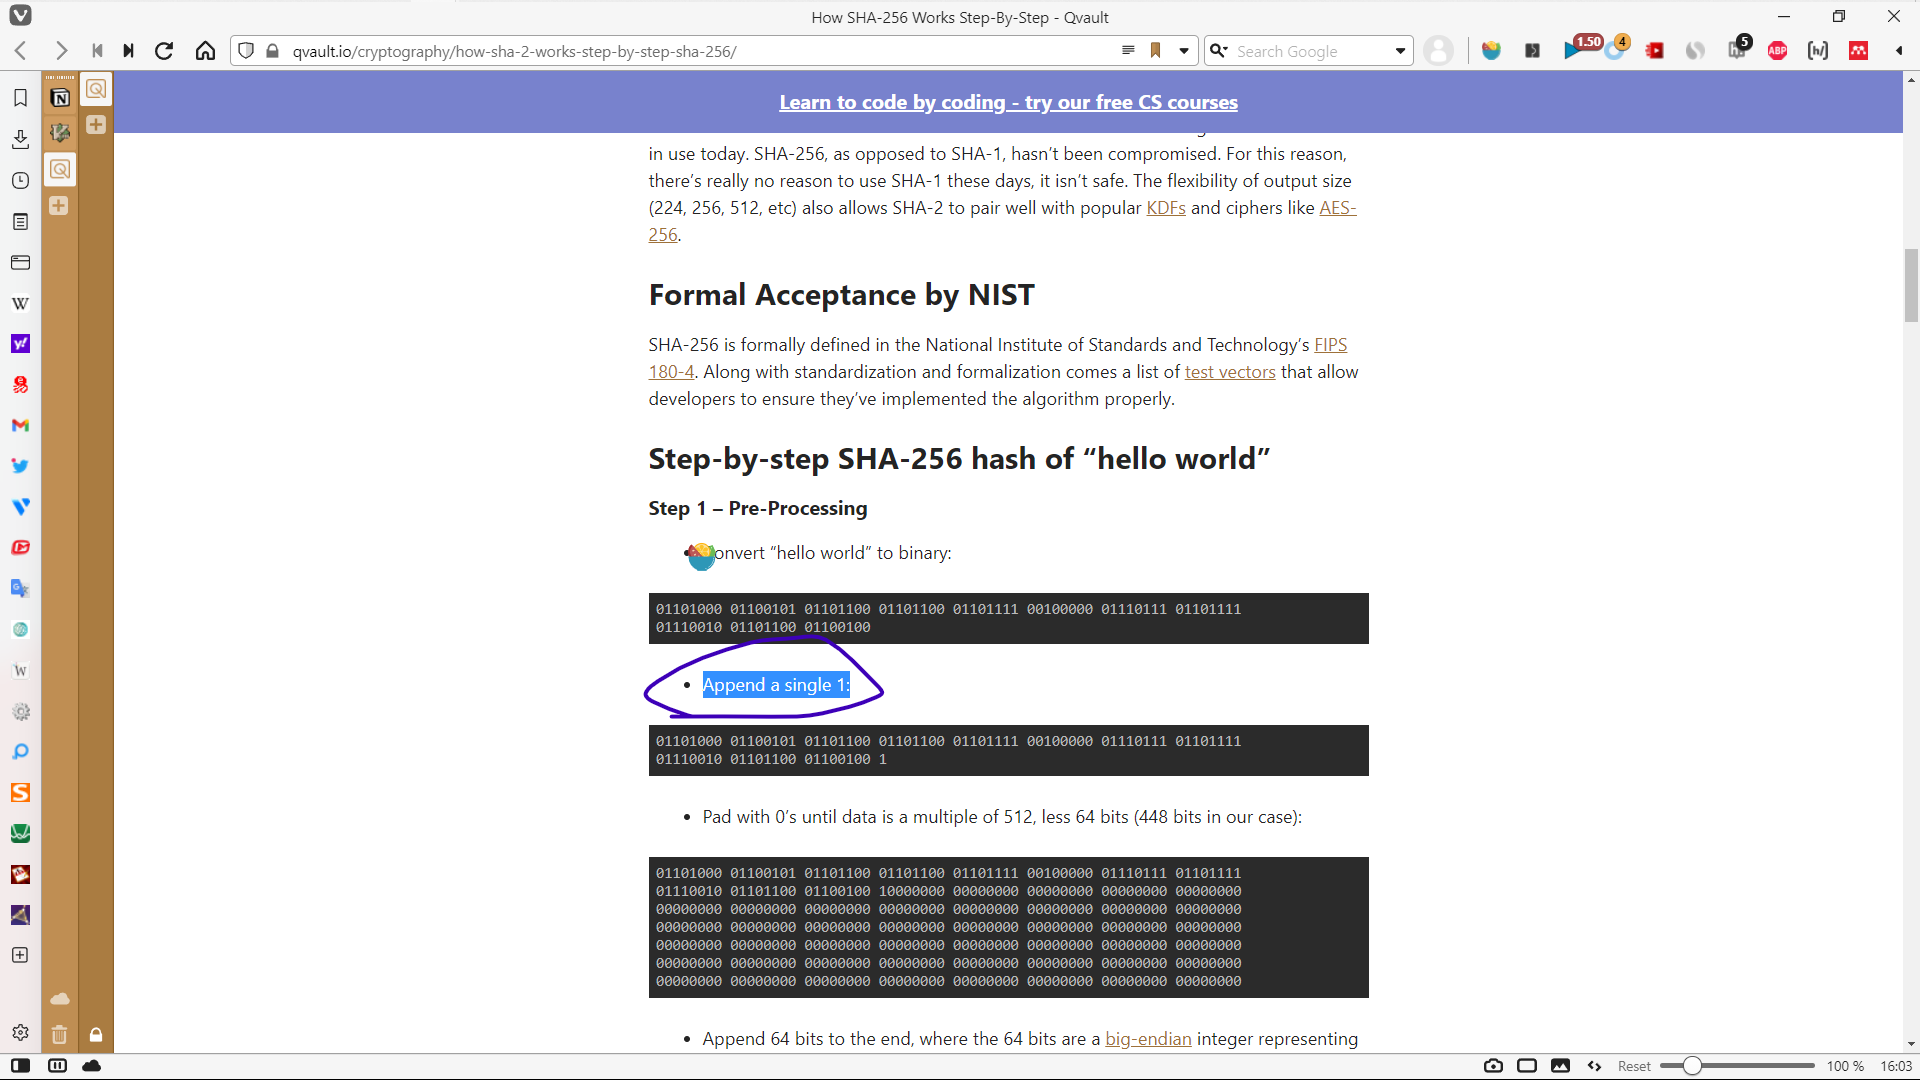 How SHA-256 Works Step-By-Step - Qvault
qvault.io/cryptography/how-sha-2-works-step-by-step-sha-256/
Search Google
1.50
4
5
ABP
[h/]
Learn to code by coding - try our free CS courses
in use today. SHA-256, as opposed to SHA-1, hasn’t been compromised. For this reason,
there’s really no reason to use SHA-1 these days, it isn’t safe. The flexibility of output size
(224, 256, 512, etc) also allows SHA-2 to pair well with popular KDFs and ciphers like AES-
256.
Formal Acceptance by NIST
SHA-256 is formally defined in the National Institute of Standards and Technology’s FIPS
180-4. Along with standardization and formalization comes a list of test vectors that allow
developers to ensure they’ve implemented the algorithm properly.
Step-by-step SHA-256 hash of “hello world”
Step 1 – Pre-Processing
onvert “hello world” to binary:
01101000 01100101 01101100 01101100 01101111 00100000 01110111 01101111
01110010 01101100 01100100
• Append a single 1:
01101000 01100101 01101100 01101100 01101111 00100000 01110111 01101111
01110010 01101100 01100100 1
• Pad with 0’s until data is a multiple of 512, less 64 bits (448 bits in our case):
01101000 01100101 01101100 01101100 01101111 00100000 01110111 01101111
01110010 01101100 01100100 10000000 00000000 00000000 00000000 00000000
00000000 00000000 00000000 00000000 00000000 00000000 00000000 00000000
00000000 00000000 00000000 00000000 00000000 00000000 00000000 00000000
00000000 00000000 00000000 00000000 00000000 00000000 00000000 00000000
00000000 00000000 00000000 00000000 00000000 00000000 00000000 00000000
00000000 00000000 00000000 00000000 00000000 00000000 00000000 00000000
• Append 64 bits to the end, where the 64 bits are a big-endian integer representing
Reset
100 %
16:03